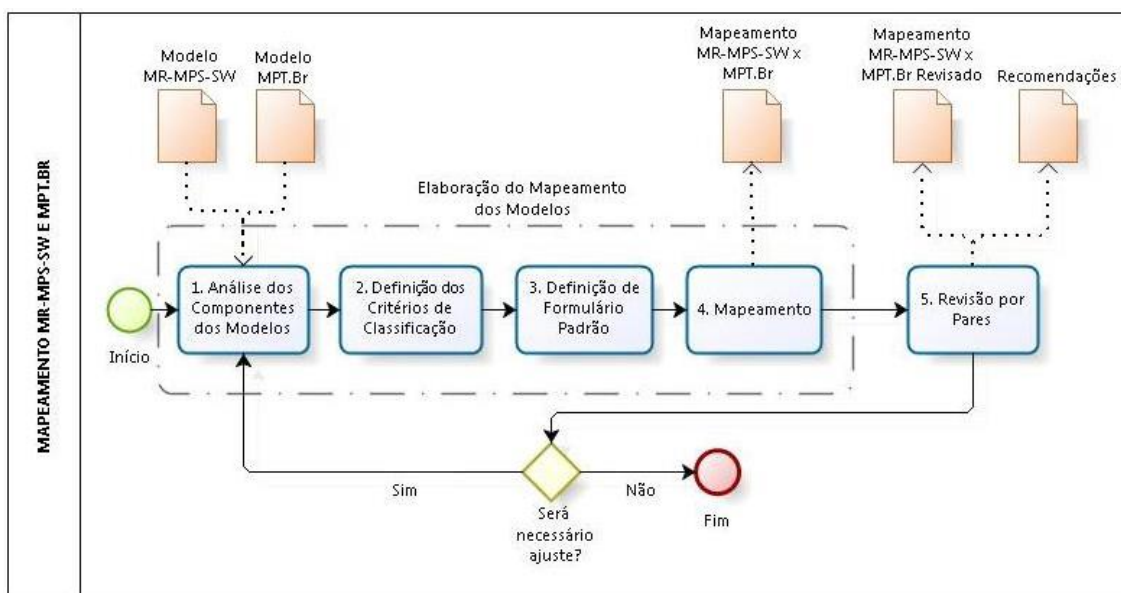 MAPEAMENTO MR-MPS-SW E MPT.BR
Modelo
MR-MPS-SW
Modelo
MPT.Br
Mapeamento
MR-MPS-SW x
MPT.Br
Mapeamento
MR-MPS-SW x
MPT.Br Revisado
Recomendações
Elaboração do Mapeamento
dos Modelos
Início
1. Análise dos
Componentes
dos Modelos
2. Definição dos
Critérios de
Classificação
3. Definição de
Formulário
Padrão
4. Mapeamento
5. Revisão por
Pares
Sim
Será
necessário
ajuste?
Não
Fim